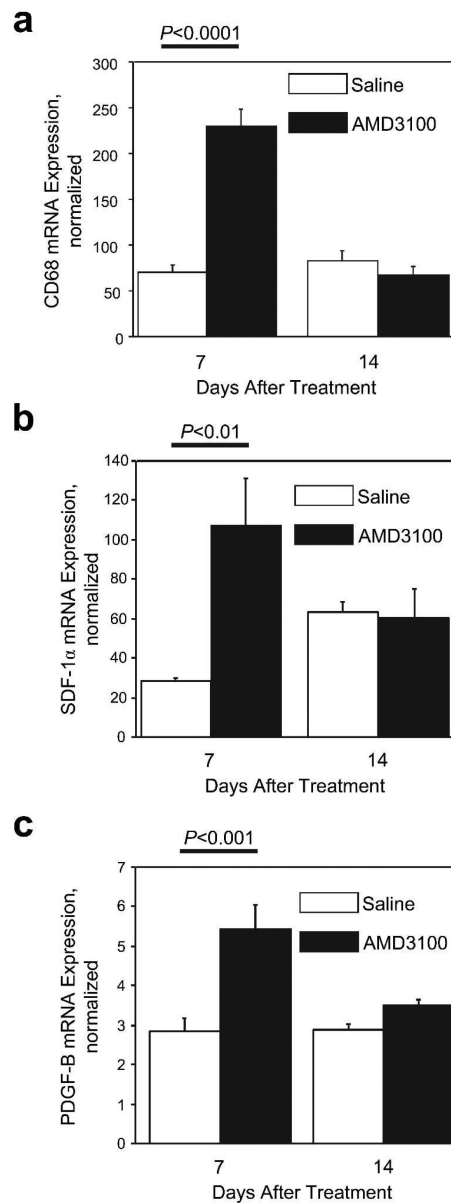 a
P<0.0001
CD68 mRNA Expression,
normalized
300
250
200
150
100
50
0
Saline
AMD3100
7
14
Days After Treatment
b
P<0.01
SDF-1α mRNA Expression,
normalized
140
120
100
80
60
40
20
0
Saline
AMD3100
7
14
Days After Treatment
c
P<0.001
PDGF-B mRNA Expression,
normalized
7
6
5
4
3
2
1
0
Saline
AMD3100
7
14
Days After Treatment